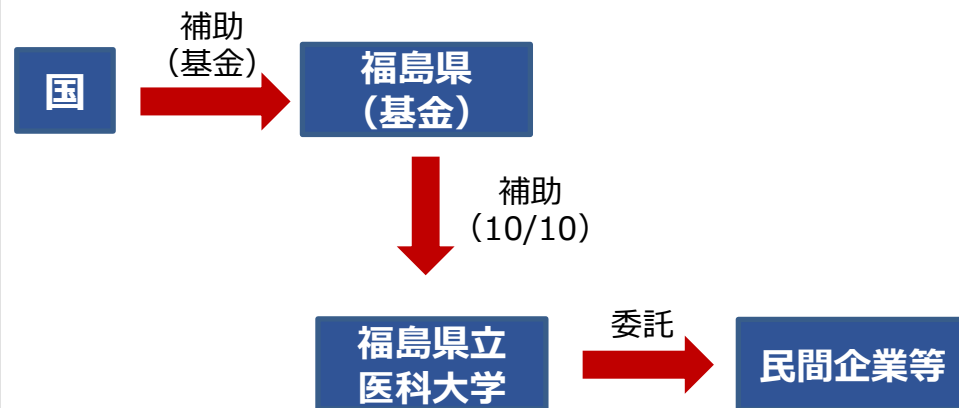 補助
（基金）
国
福島県
（基金）
補助
（10/10）
福島県立
医科大学
委託
民間企業等